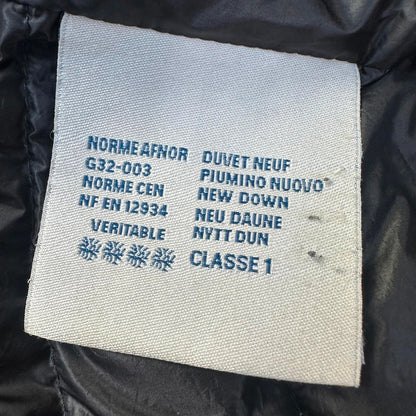 NORME AFNOR
G32-003
NORME CEN
NF EN 12934
VERITABLE
DUVET NEUF
PIUMINO NUOVO
NEW DOWN
NEU DAUNE
NYTT DUN
CLASSE 1